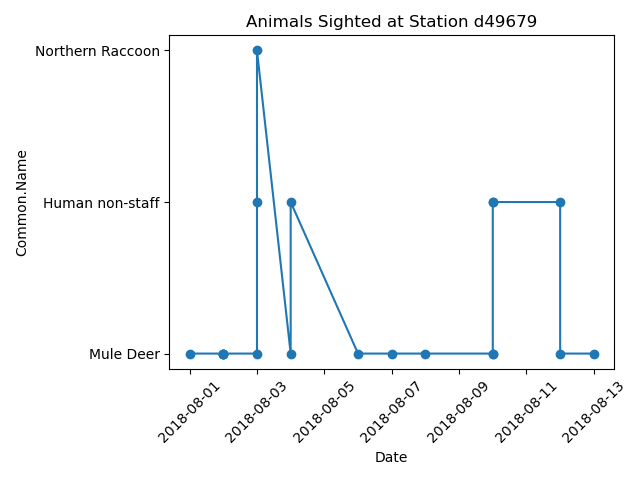 Animals Sighted at Station d49679
Northern Raccoon
Human non-staff
Mule Deer
Common.Name
2018-08-01
2018-08-03
2018-08-05
2018-08-07
2018-08-09
2018-08-11
2018-08-13
Date